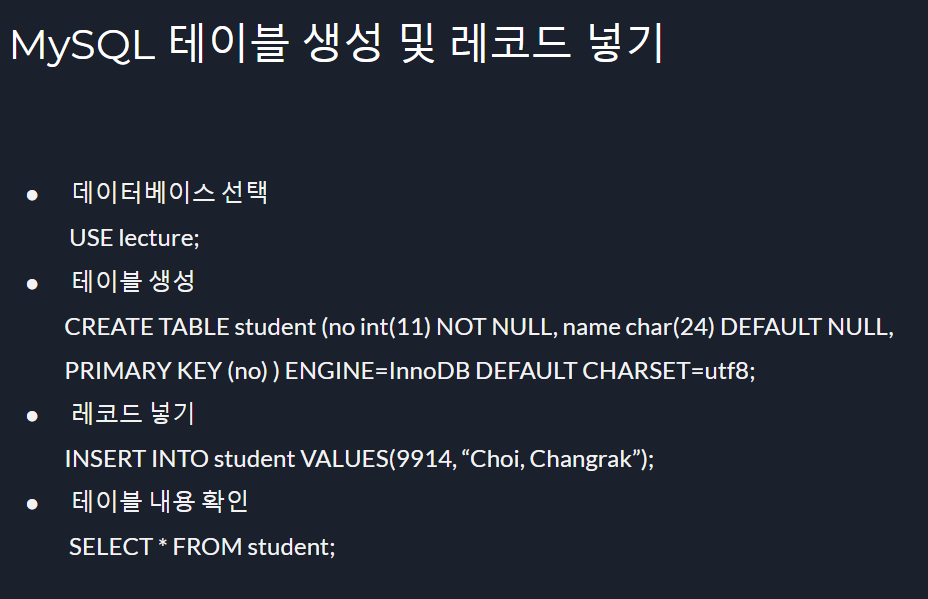 MySQL 테이블 생성 및 레코드 넣기
● 데이터베이스 선택
USE lecture;
● 테이블 생성
CREATE TABLE student (no int(11) NOT NULL, name char(24) DEFAULT NULL,
PRIMARY KEY (no) ) ENGINE=InnoDB DEFAULT CHARSET=utf8;
● 레코드 넣기
INSERT INTO student VALUES(9914, “Choi, Changrak”);
● 테이블 내용 확인
SELECT * FROM student;